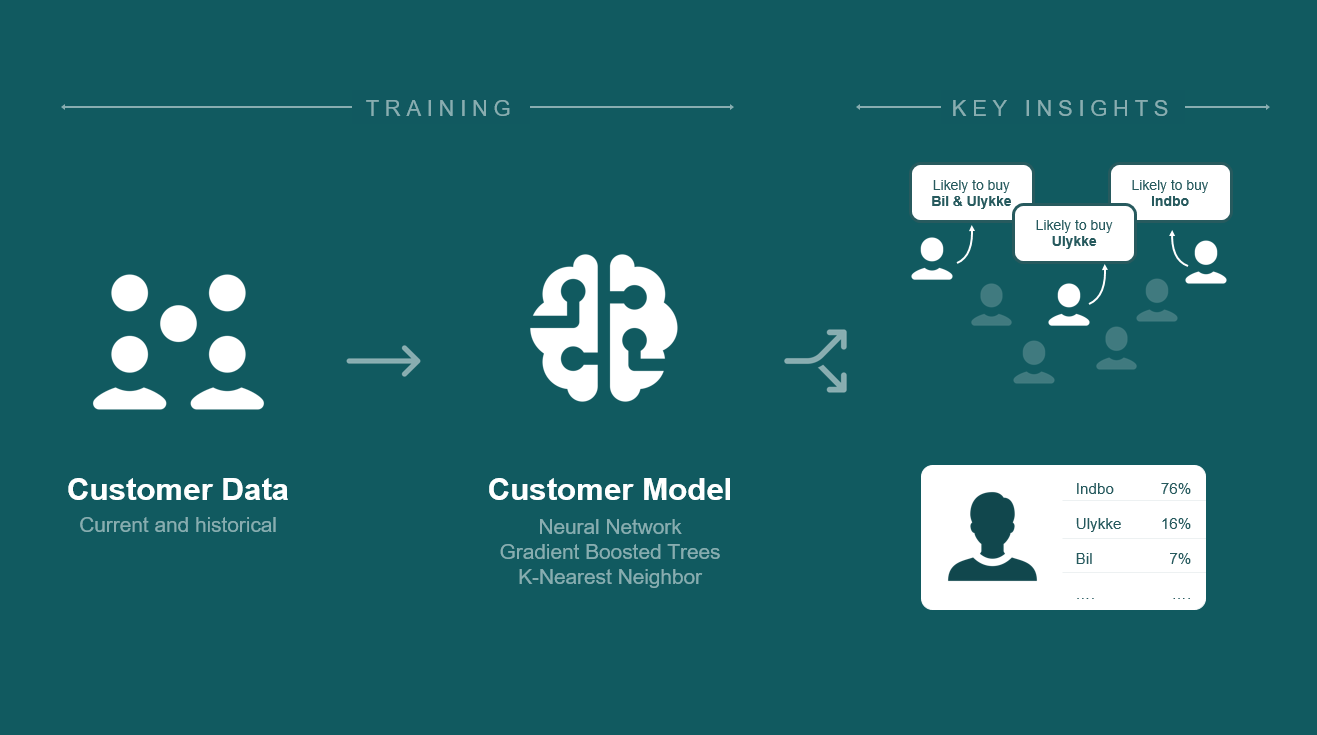 TRAINING
KEY INSIGHTS
Likely to buy
Bil & Ulykke
Likely to buy
Ulykke
Likely to buy
Indbo
Customer Data
Current and historical
Customer Model
Neural Network
Gradient Boosted Trees
K-Nearest Neighbor
Indbo 76%
Ulykke 16%
Bil 7%
.... ....